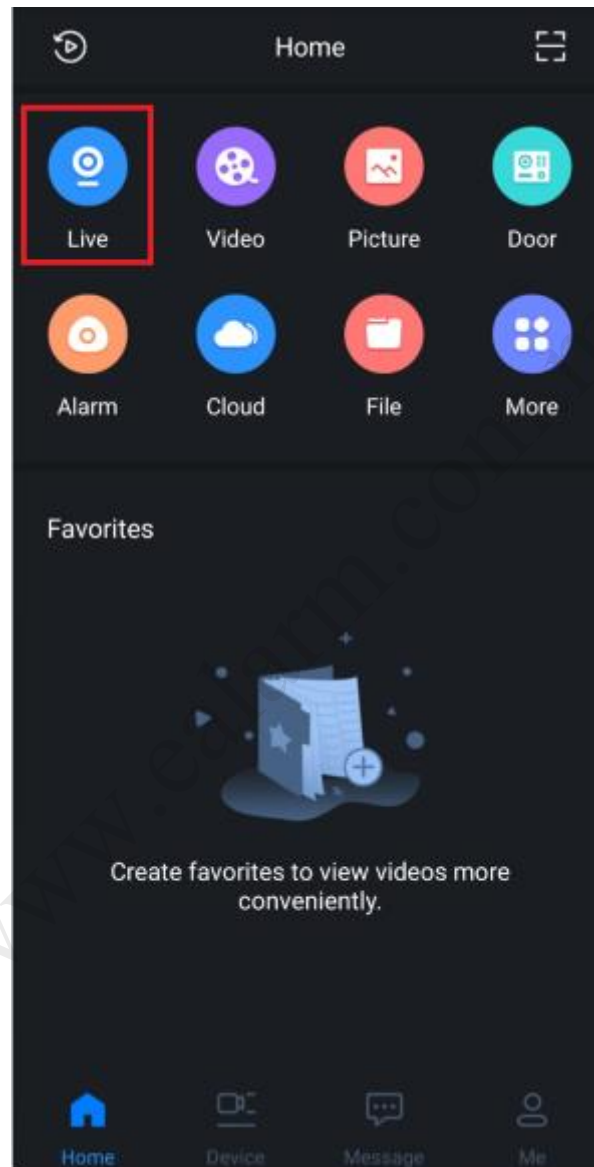 Home
Live Video Picture Door
Alarm Cloud File More
Favorites
Create favorites to view videos more
conveniently.
Home Device Message Me